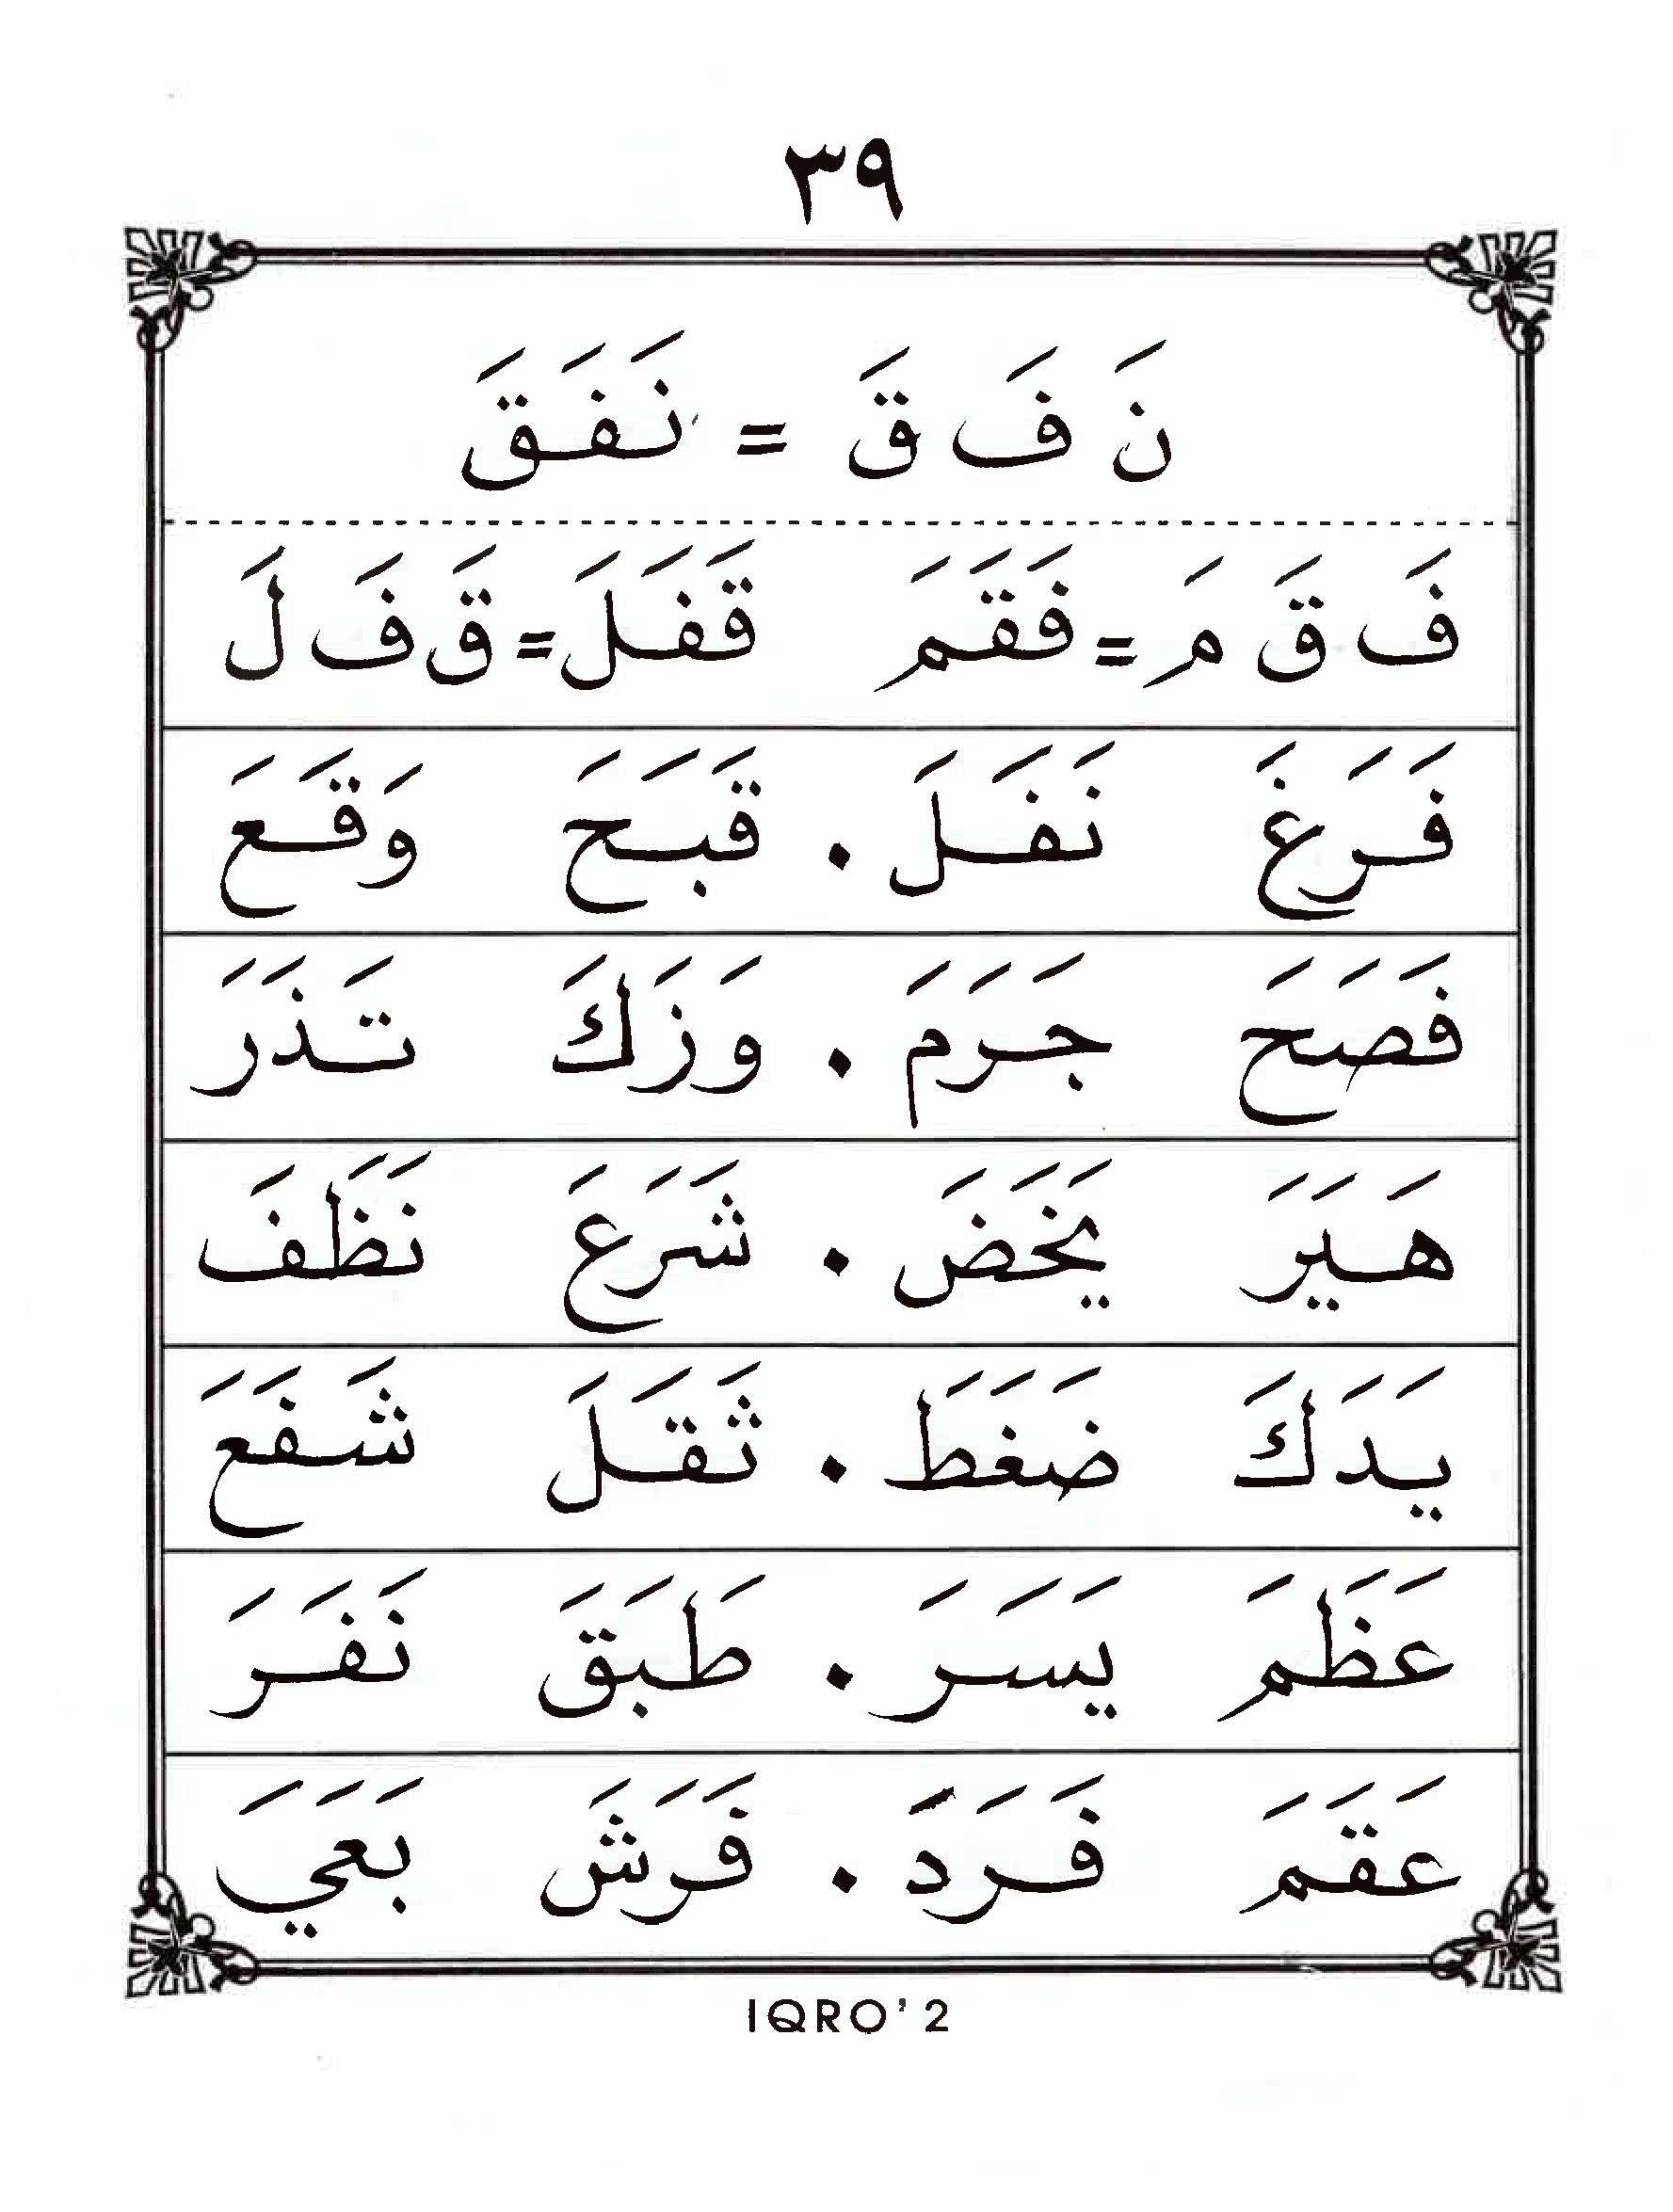 ٣٩
نَ فَ قَ = نَفَقَ
فَ قَ مَ = فَقَمَ قَفَلَ = قَ فَ لَ
فَرَغَ نَفَلَ . قَبَحَ وَقَعَ
فَصَحَ جَرَمَ . وَزَكَ تَذَرَ
هَيَرَ يَخَضَ . شَرَعَ نَظَفَ
يَدَكَ ضَغَطَ . ثَقَلَ شَفَعَ
عَظَمَ يَسَرَ . طَبَقَ نَفَرَ
عَقَمَ فَرَدَ . فَرَشَ بَعَيَ
IQRO' 2